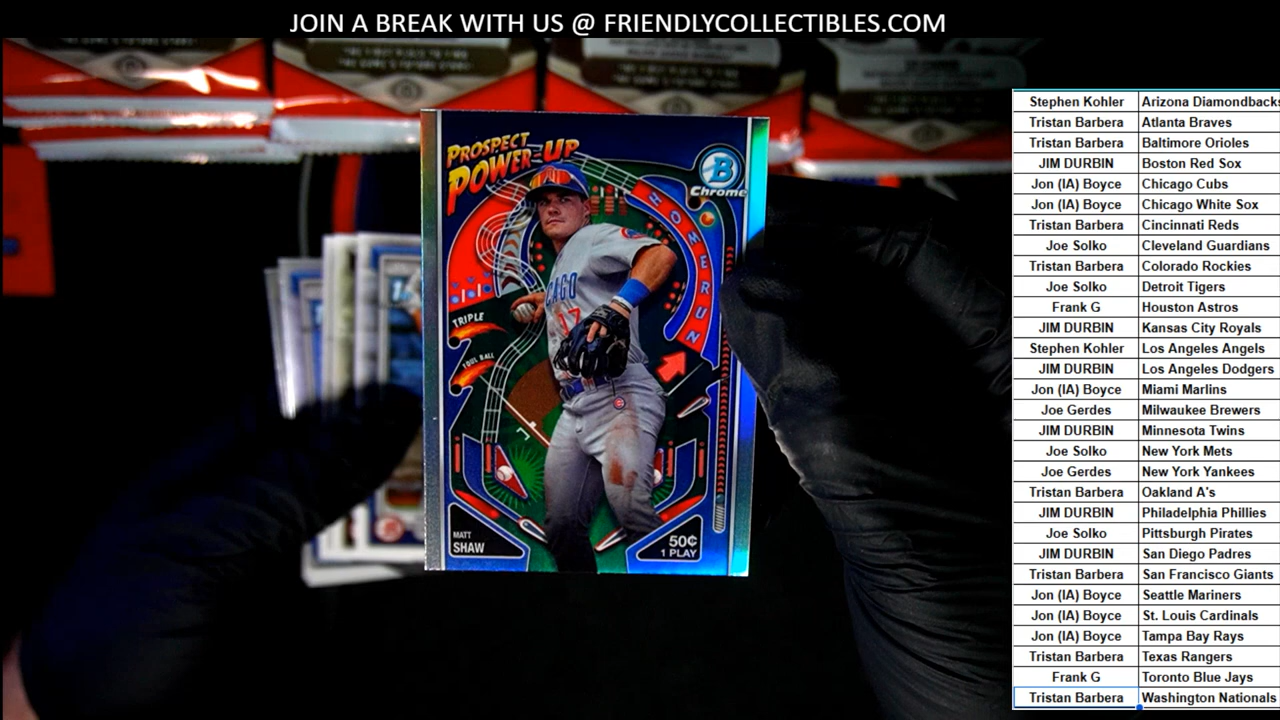 JOIN A BREAK WITH US @ FRIENDLYCOLLECTIBLES.COM
PROSPECT
POWER-UP
B
Chrome
HOME RUN
TRIPLE
FOUL BALL
CAGO
17
MATT
SHAW
50¢
1 PLAY
Stephen Kohler Arizona Diamondbacks
Tristan Barbera Atlanta Braves
Tristan Barbera Baltimore Orioles
JIM DURBIN Boston Red Sox
Jon (IA) Boyce Chicago Cubs
Jon (IA) Boyce Chicago White Sox
Tristan Barbera Cincinnati Reds
Joe Solko Cleveland Guardians
Tristan Barbera Colorado Rockies
Joe Solko Detroit Tigers
Frank G Houston Astros
JIM DURBIN Kansas City Royals
Stephen Kohler Los Angeles Angels
JIM DURBIN Los Angeles Dodgers
Jon (IA) Boyce Miami Marlins
Joe Gerdes Milwaukee Brewers
JIM DURBIN Minnesota Twins
Joe Solko New York Mets
Joe Gerdes New York Yankees
Tristan Barbera Oakland A's
JIM DURBIN Philadelphia Phillies
Joe Solko Pittsburgh Pirates
JIM DURBIN San Diego Padres
Tristan Barbera San Francisco Giants
Jon (IA) Boyce Seattle Mariners
Jon (IA) Boyce St. Louis Cardinals
Jon (IA) Boyce Tampa Bay Rays
Tristan Barbera Texas Rangers
Frank G Toronto Blue Jays
Tristan Barbera Washington Nationals